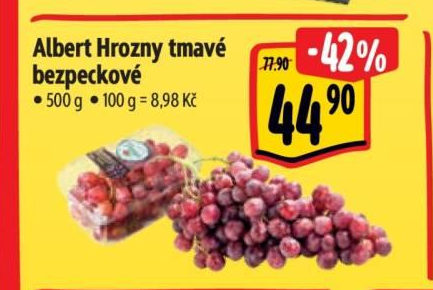 Albert Hrozny tmavé
bezpeckové
• 500 g • 100 g = 8,98 Kč
77.90 -42%
44 90